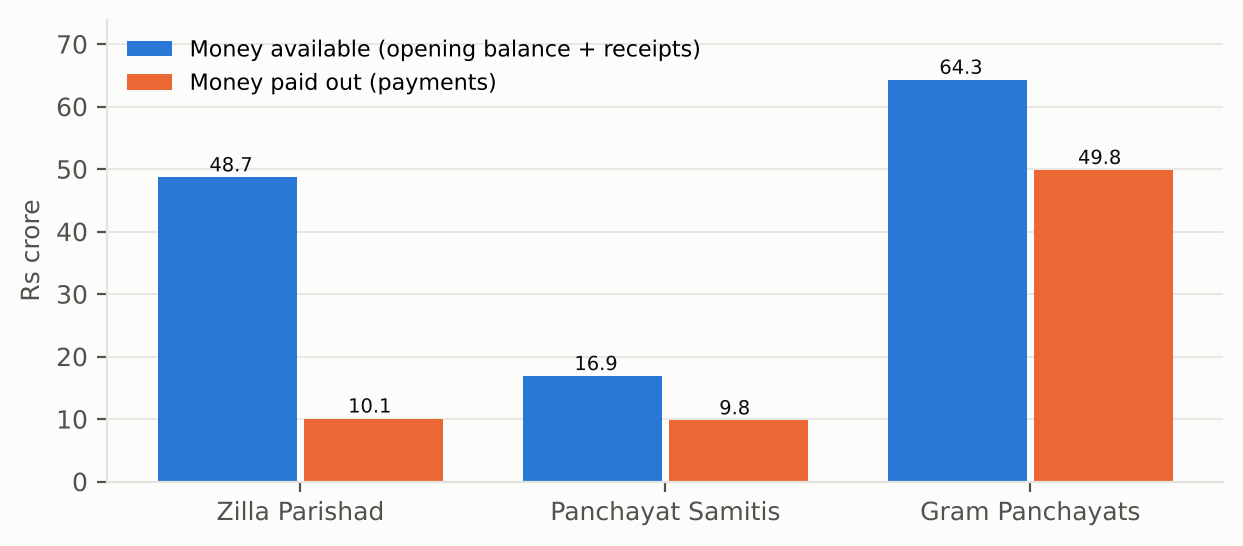 Money available (opening balance + receipts)
Money paid out (payments)
Rs crore
70
60
50
40
30
20
10
0
48.7
10.1
16.9
9.8
64.3
49.8
Zilla Parishad
Panchayat Samitis
Gram Panchayats